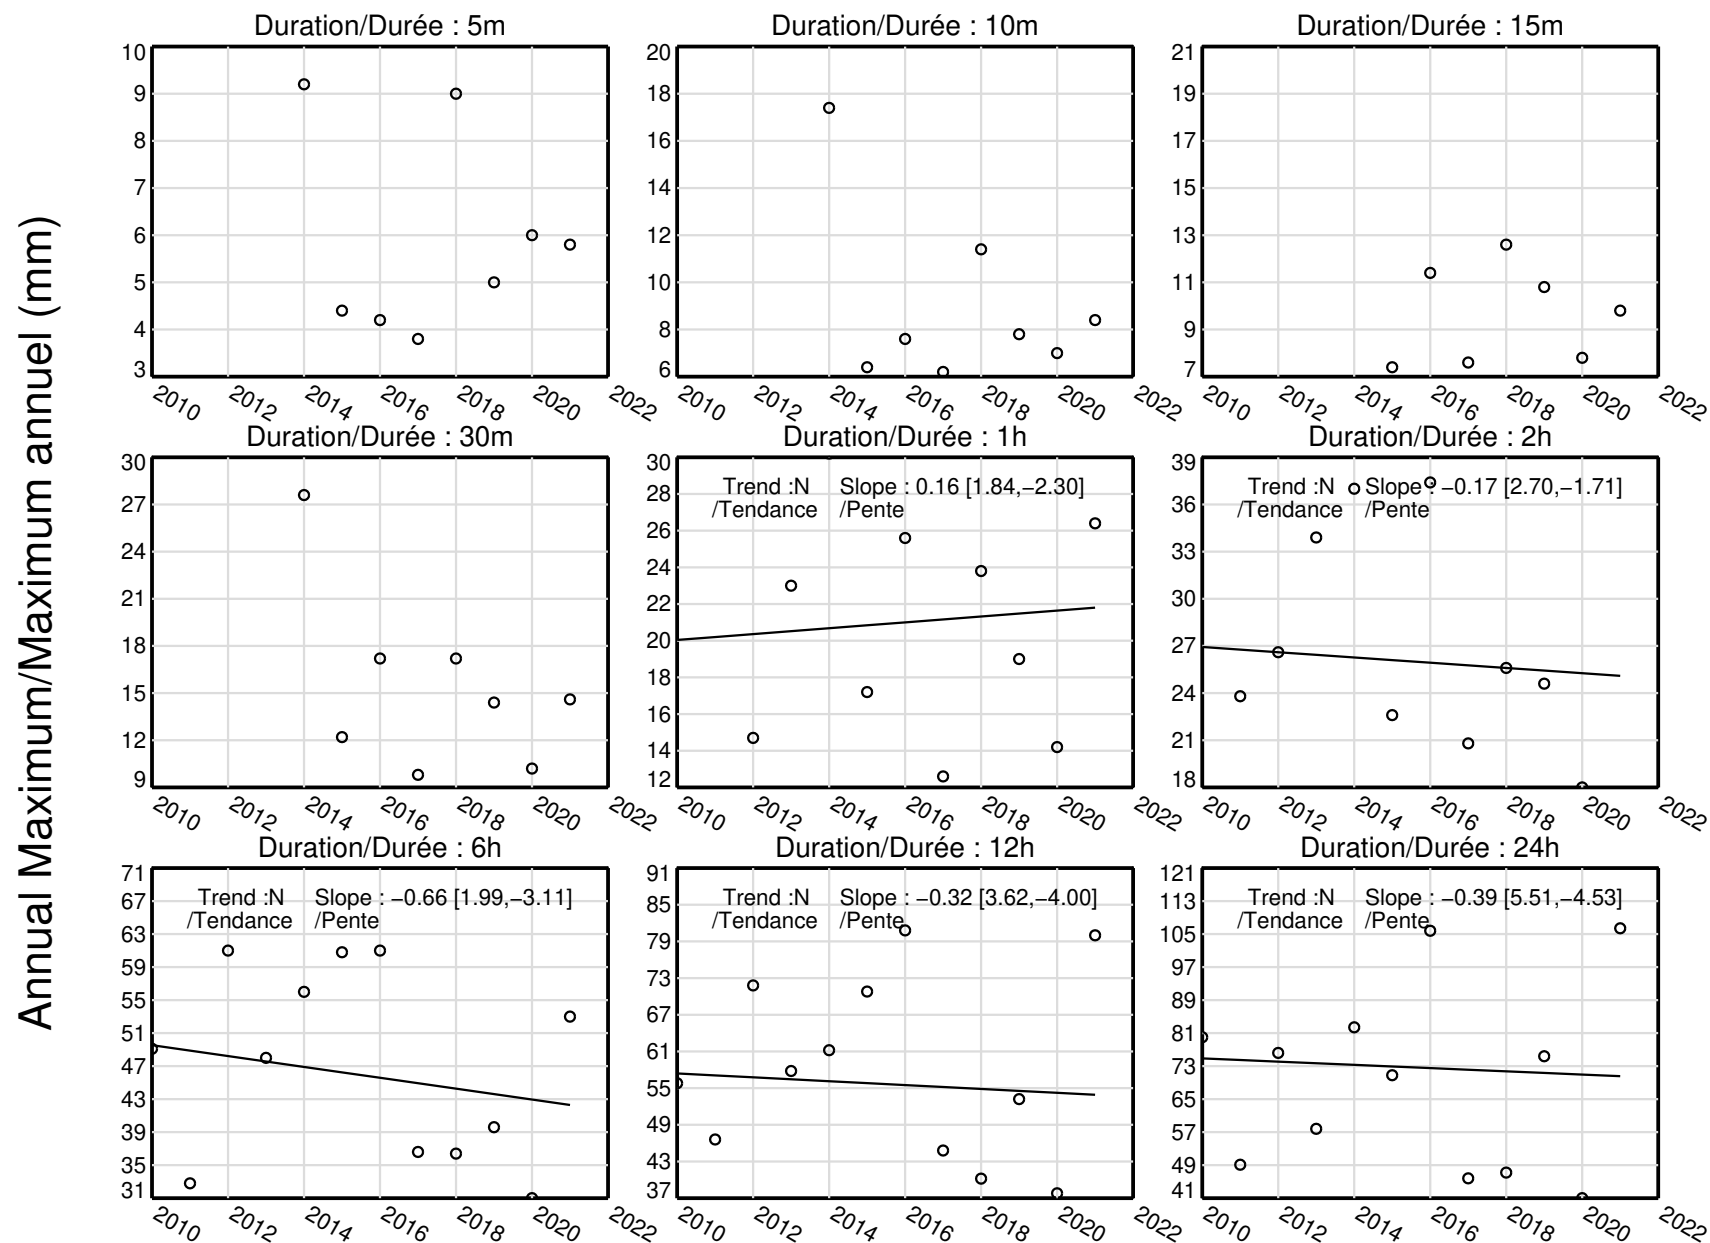 Annual Maximum/Maximum annuel (mm)
Duration/Durée : 5m
10
9
8
7
6
5
4
3
2010 2012 2014 2016 2018 2020 2022
Duration/Durée : 10m
20
18
16
14
12
10
8
6
2010 2012 2014 2016 2018 2020 2022
Duration/Durée : 15m
21
19
17
15
13
11
9
7
2010 2012 2014 2016 2018 2020 2022
Duration/Durée : 30m
30
27
24
21
18
15
12
9
2010 2012 2014 2016 2018 2020 2022
Duration/Durée : 1h
Trend :N Slope : 0.16 [1.84,−2.30]
/Tendance /Pente
30
28
26
24
22
20
18
16
14
12
2010 2012 2014 2016 2018 2020 2022
Duration/Durée : 2h
Trend :N Slope : −0.17 [2.70,−1.71]
/Tendance /Pente
39
36
33
30
27
24
21
18
2010 2012 2014 2016 2018 2020 2022
Duration/Durée : 6h
Trend :N Slope : −0.66 [1.99,−3.11]
/Tendance /Pente
71
67
63
59
55
51
47
43
39
35
31
2010 2012 2014 2016 2018 2020 2022
Duration/Durée : 12h
Trend :N Slope : −0.32 [3.62,−4.00]
/Tendance /Pente
91
85
79
73
67
61
55
49
43
37
2010 2012 2014 2016 2018 2020 2022
Duration/Durée : 24h
Trend :N Slope : −0.39 [5.51,−4.53]
/Tendance /Pente
121
113
105
97
89
81
73
65
57
49
41
2010 2012 2014 2016 2018 2020 2022